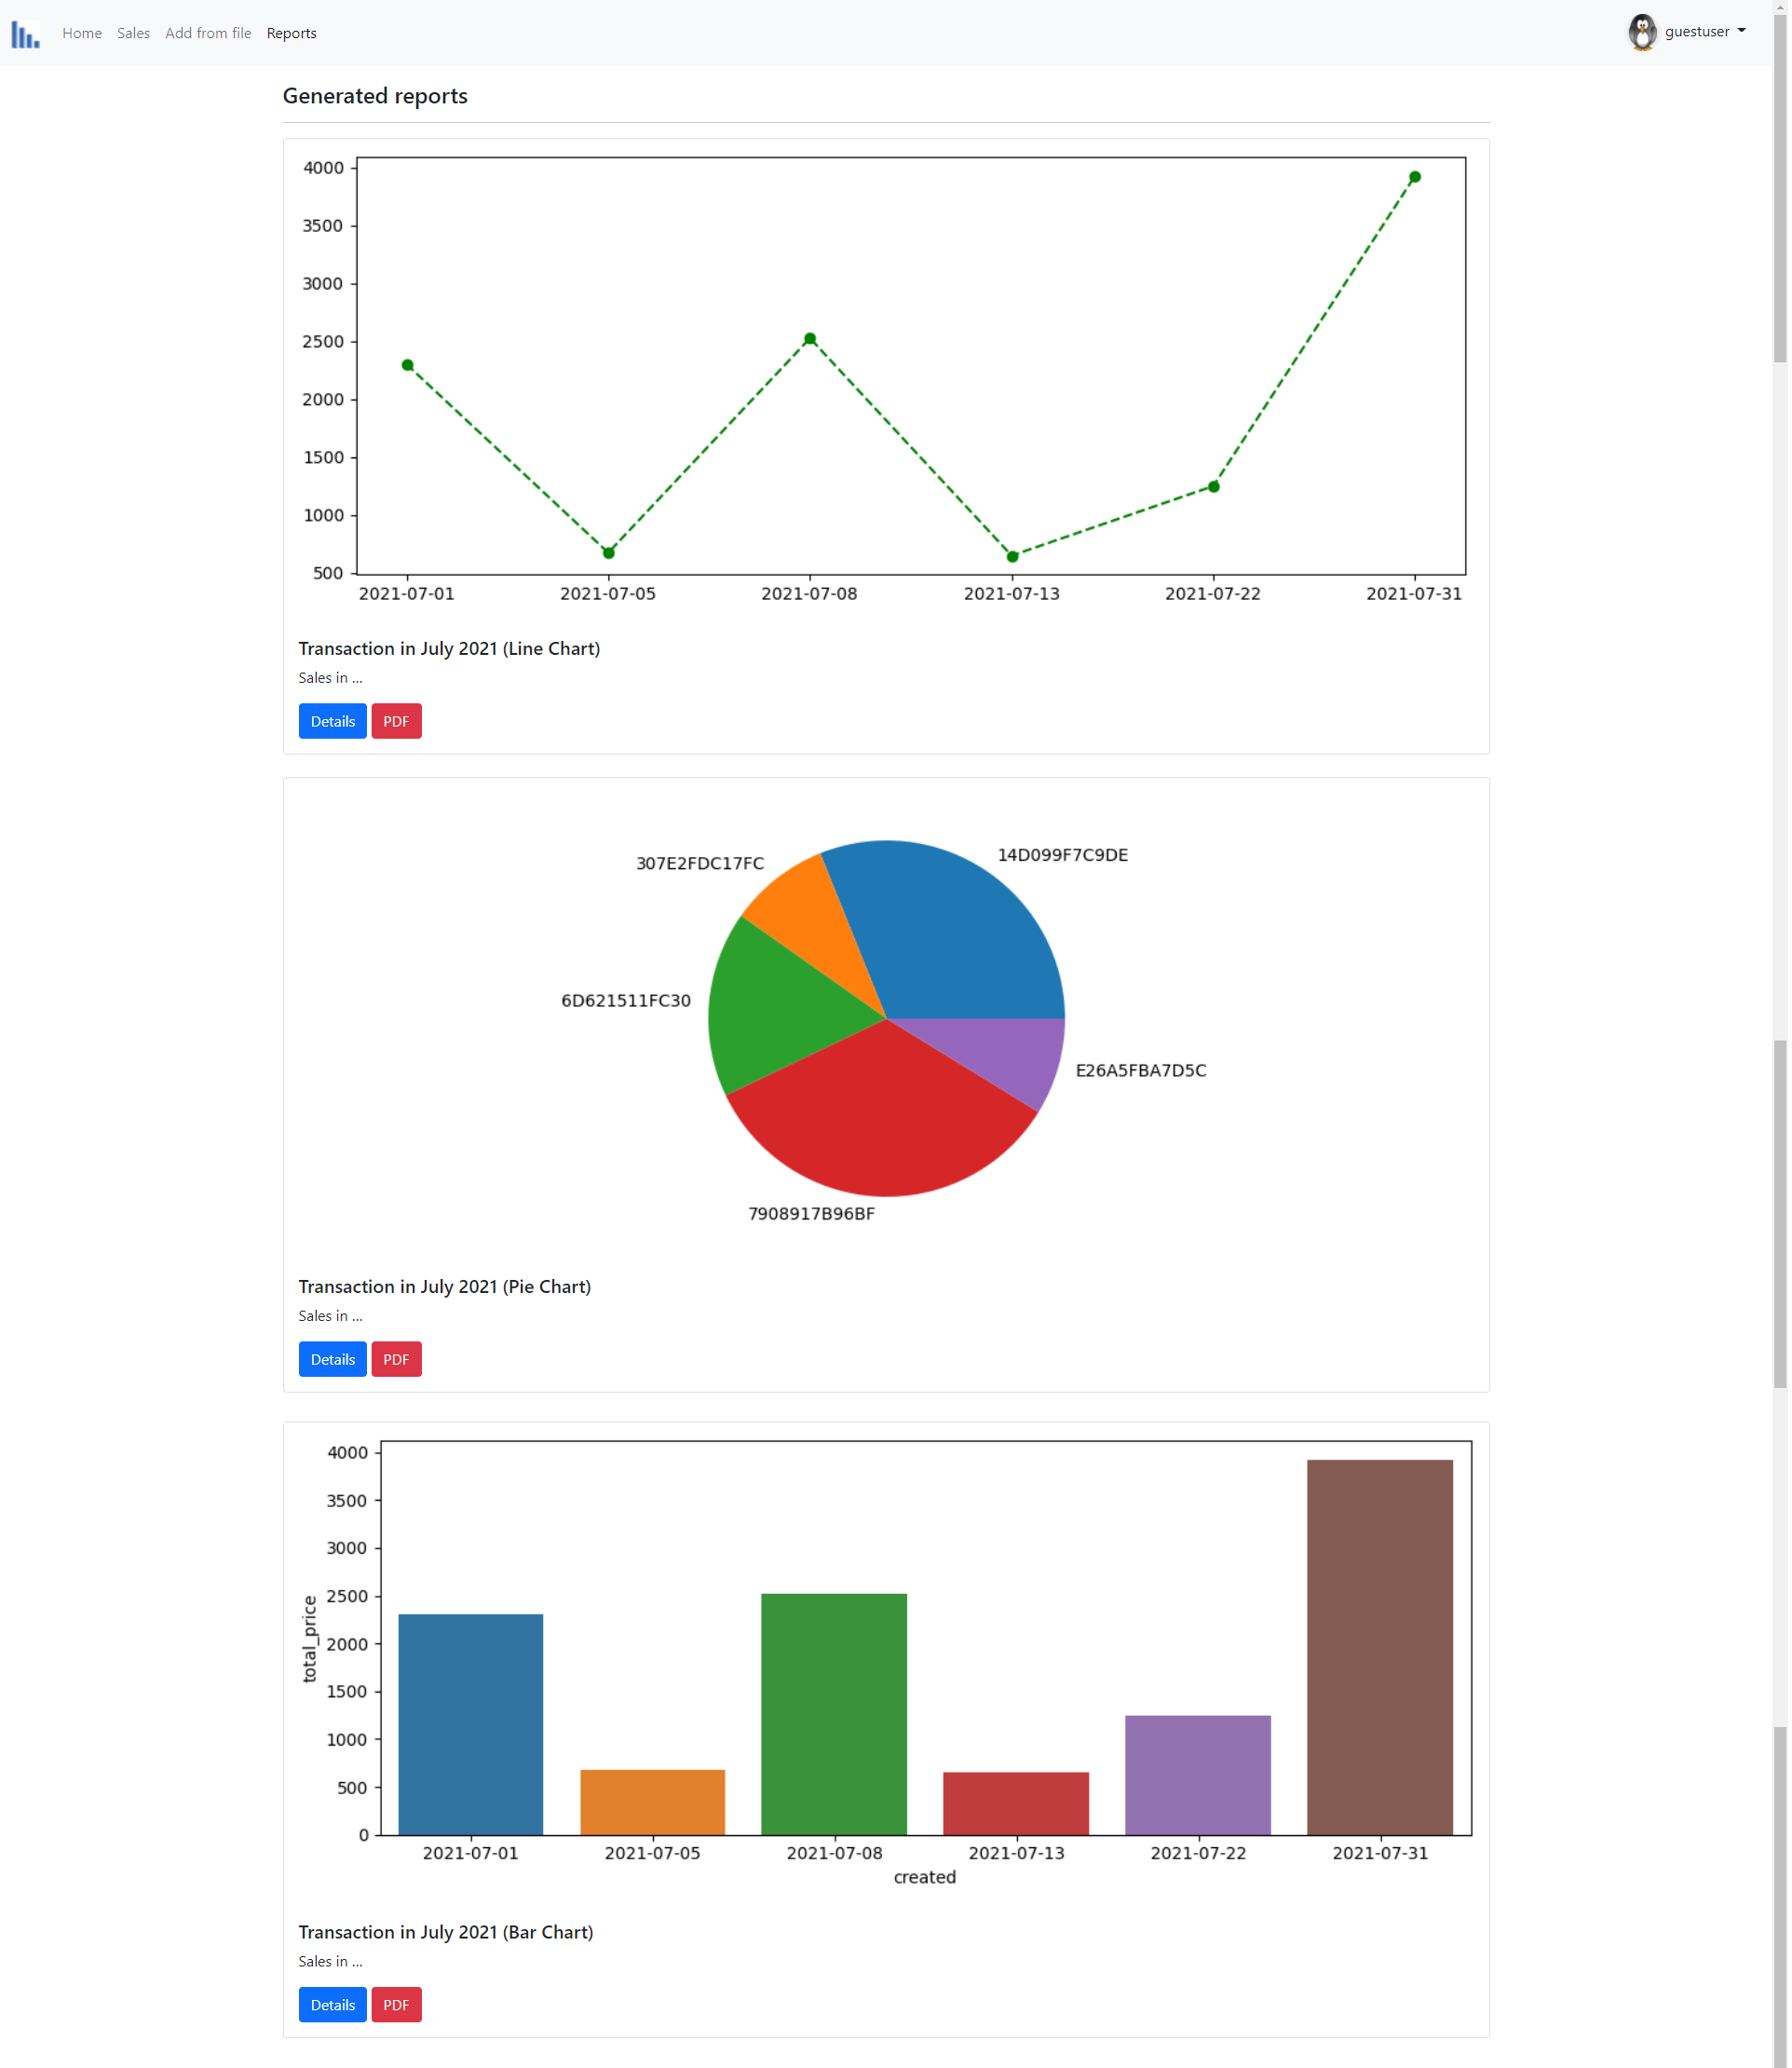 Home Sales Add from file Reports guestuser
Generated reports
4000
3500
3000
2500
2000
1500
1000
500
2021-07-01 2021-07-05 2021-07-08 2021-07-13 2021-07-22 2021-07-31
Transaction in July 2021 (Line Chart)
Sales in ...
Details PDF
14D099F7C9DE
307E2FDC17FC
6D621511FC30
E26A5FBA7D5C
7908917B96BF
Transaction in July 2021 (Pie Chart)
Sales in ...
Details PDF
total_price
4000
3500
3000
2500
2000
1500
1000
500
0
2021-07-01 2021-07-05 2021-07-08 2021-07-13 2021-07-22 2021-07-31
created
Transaction in July 2021 (Bar Chart)
Sales in ...
Details PDF